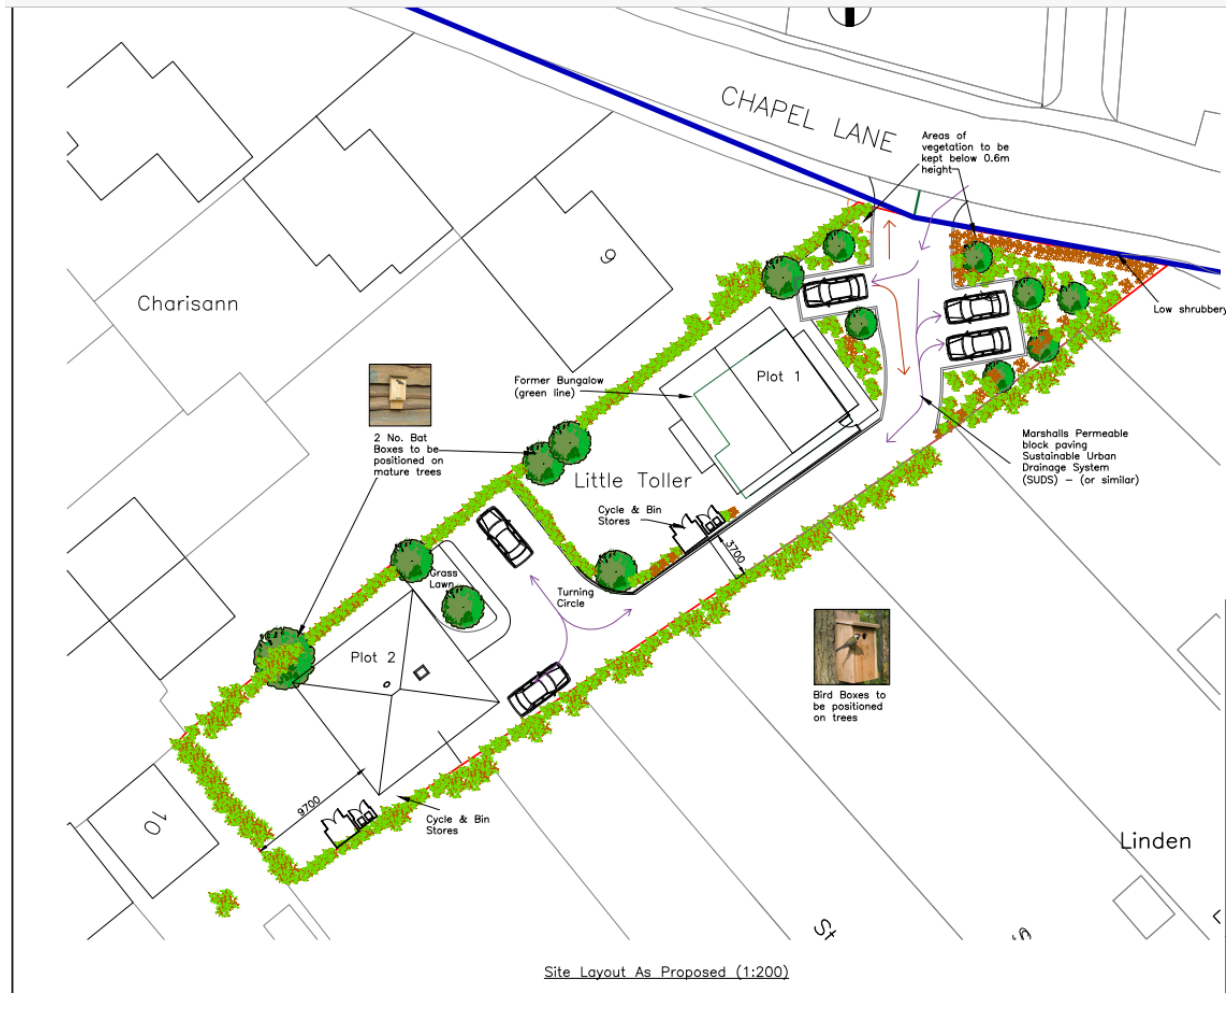 CHAPEL LANE
Areas of
vegetation to be
kept below 0.6m
height
9
Charisann
Low shrubbery
Former Bungalow
(green line)
Plot 1
2 No. Bat
Boxes to be
positioned on
mature trees
Marshalls Permeable
block paving
Sustainable Urban
Drainage System
(SUDS) – (or similar)
Little Toller
Cycle & Bin
Stores
3700
Grass
Lawn
Turning
Circle
Plot 2
Bird Boxes to
be positioned
on trees
9700
10
Cycle & Bin
Stores
Linden
St
Site Layout As Proposed (1:200)